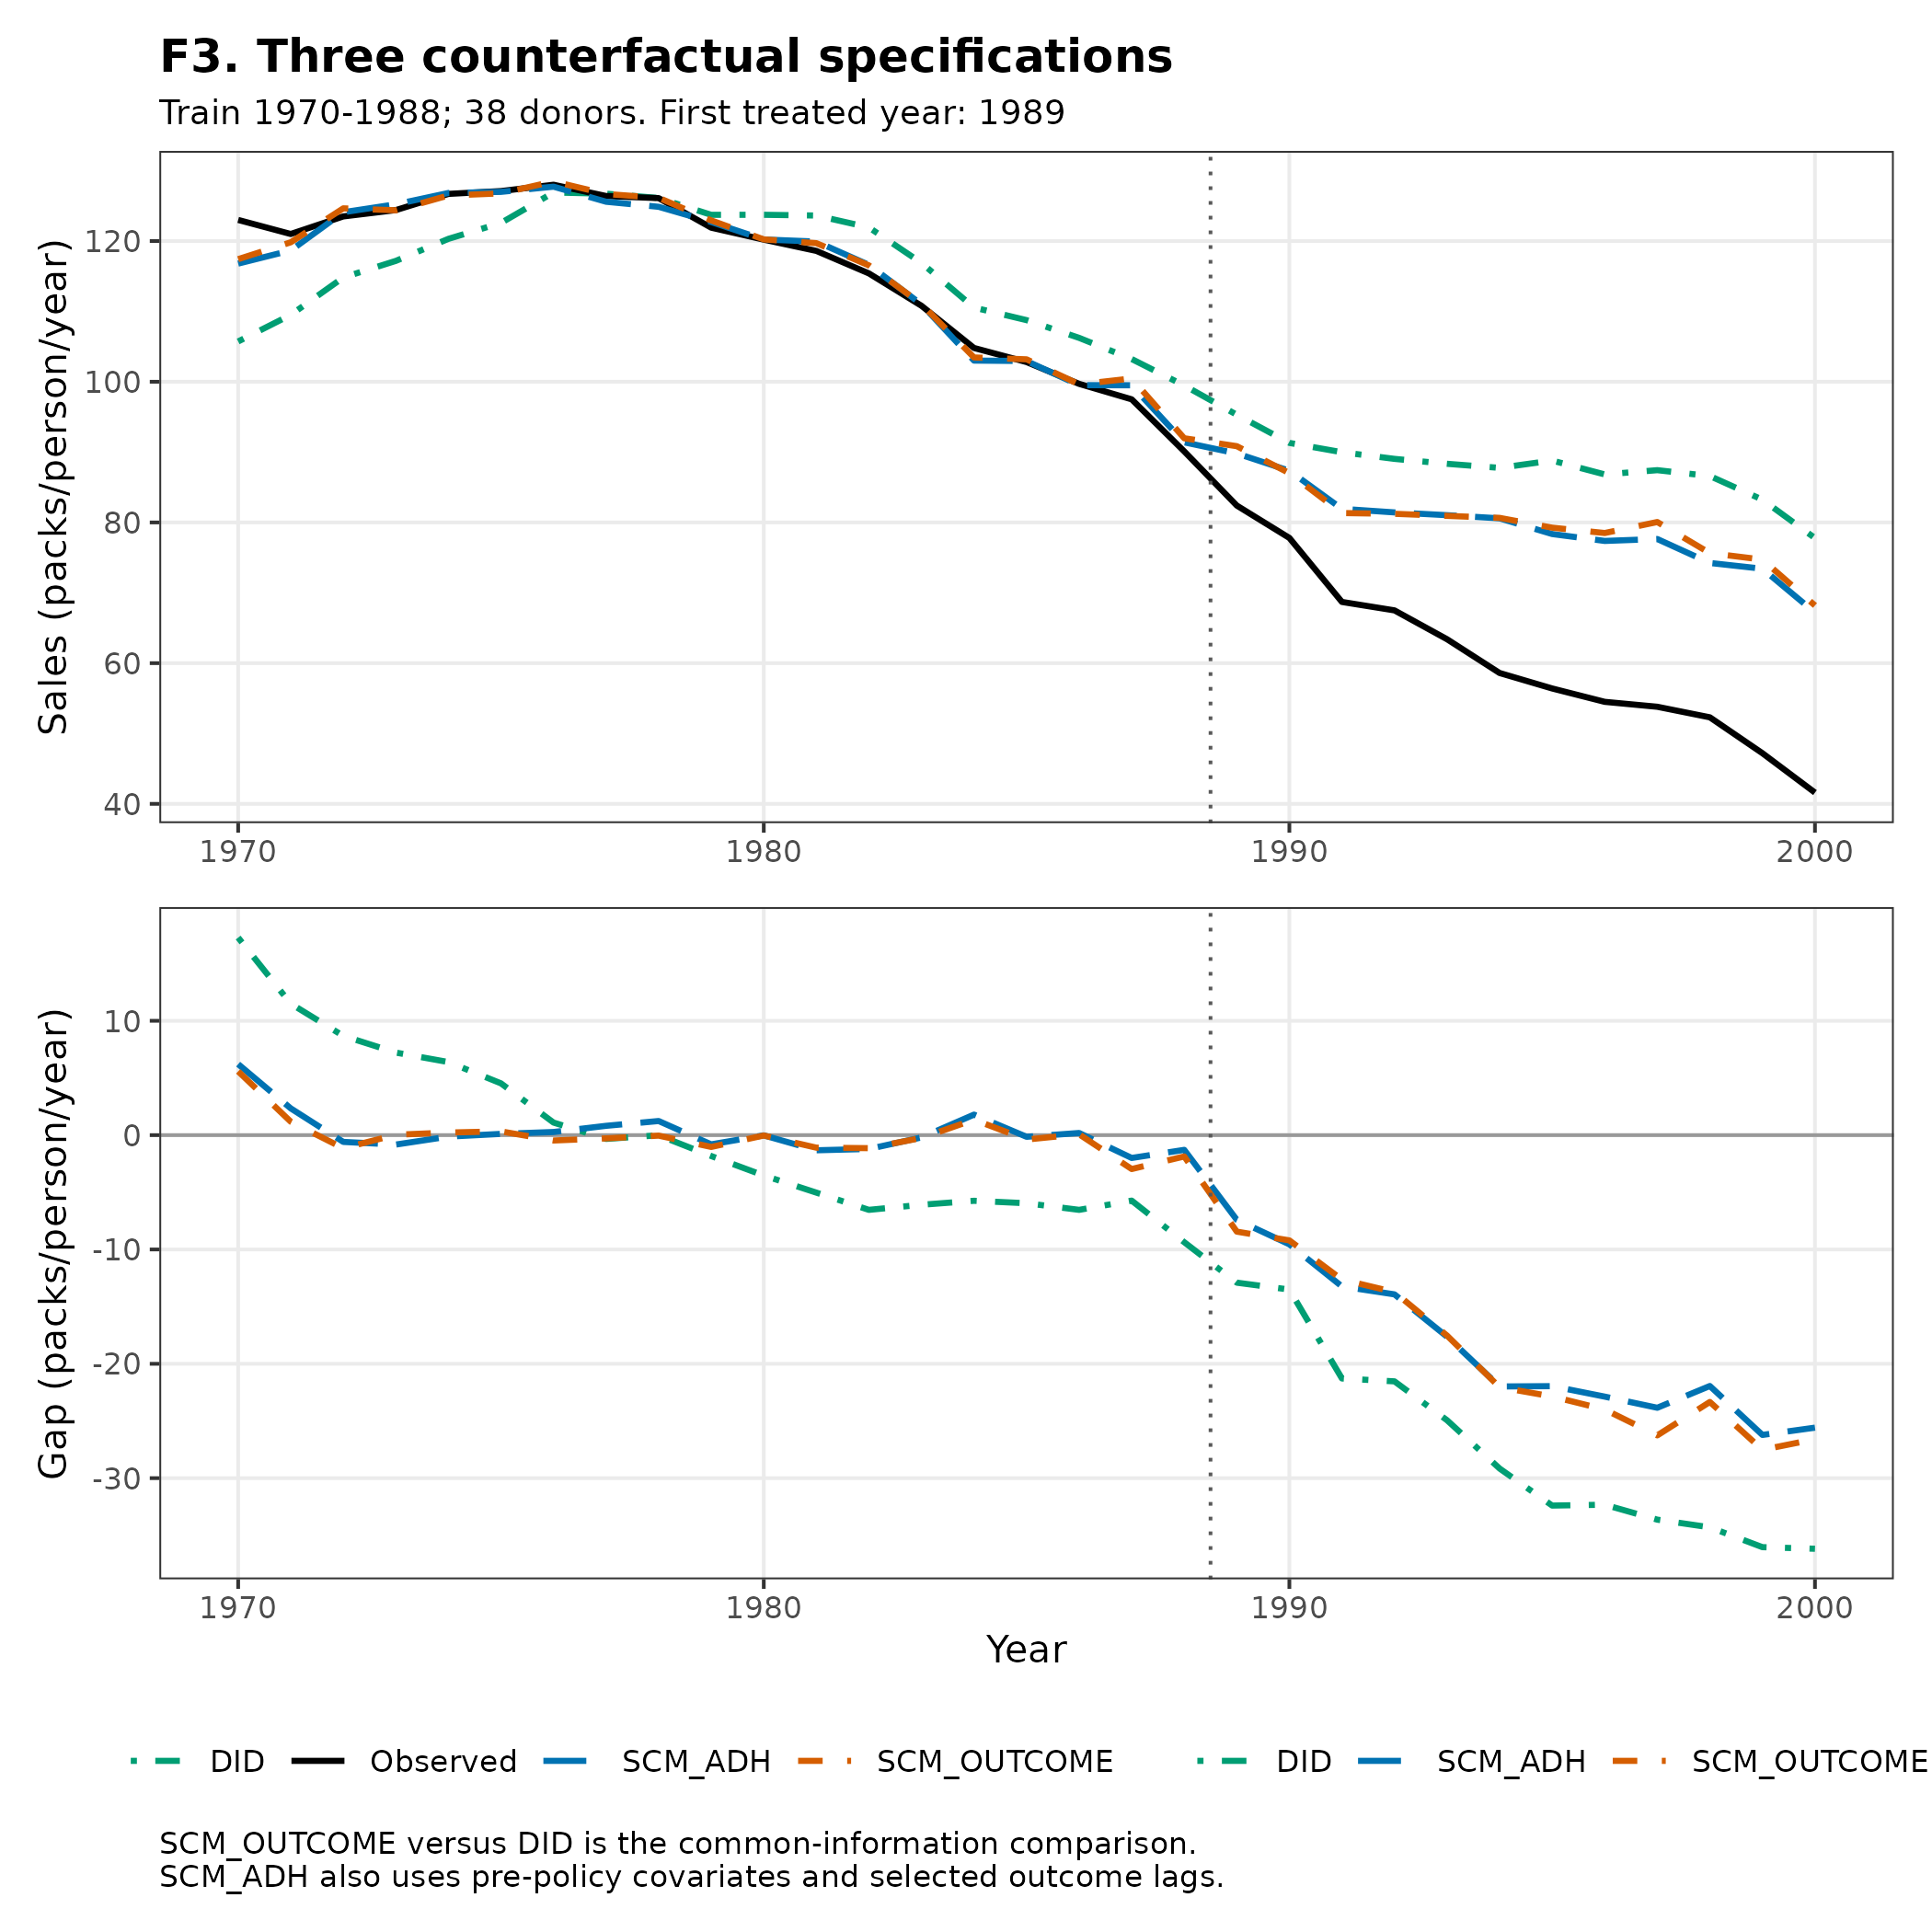 F3. Three counterfactual specifications
Train 1970-1988; 38 donors. First treated year: 1989
Sales (packs/person/year)
120
100
80
60
40
1970 1980 1990 2000
Gap (packs/person/year)
10
0
-10
-20
-30
1970 1980 1990 2000
Year
DID Observed SCM_ADH SCM_OUTCOME DID SCM_ADH SCM_OUTCOME
SCM_OUTCOME versus DID is the common-information comparison.
SCM_ADH also uses pre-policy covariates and selected outcome lags.